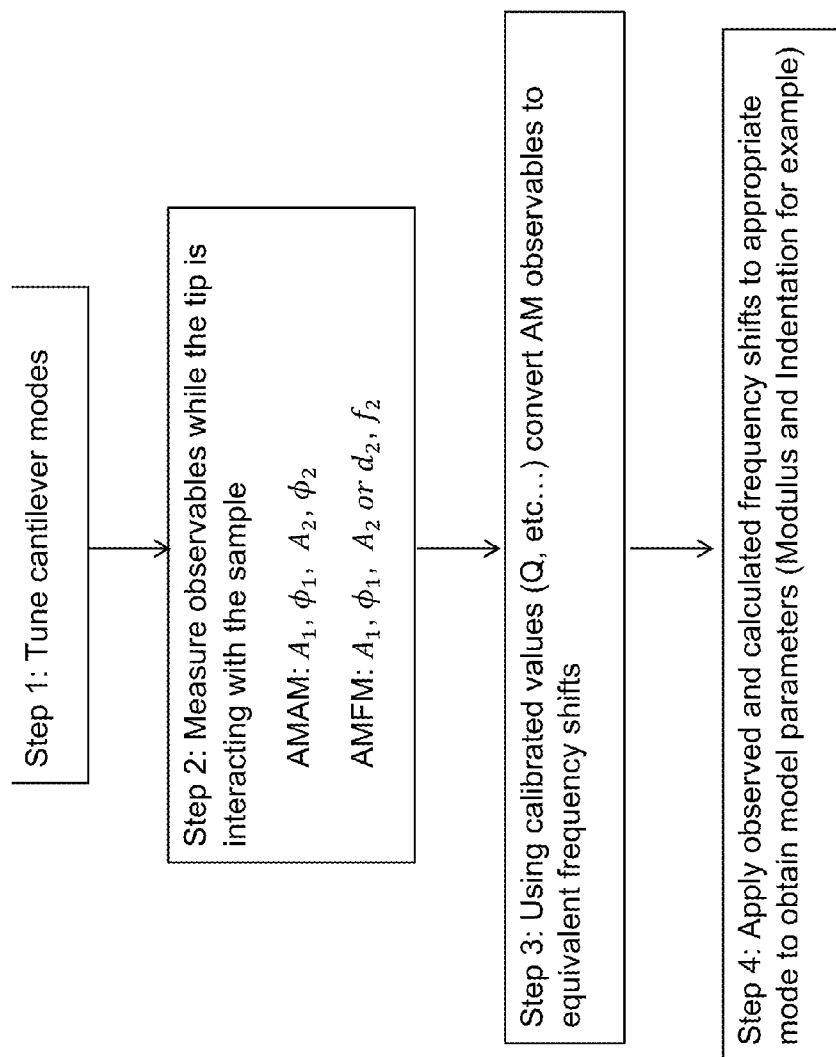 Step 1: Tune cantilever modes
Step 2: Measure observables while the tip is
interacting with the sample
AMAM: A₁, ϕ₁, A₂, ϕ₂
AMFM: A₁, ϕ₁, A₂ or d₂, f₂
Step 3: Using calibrated values (Q, etc...) convert AM observables to
equivalent frequency shifts
Step 4: Apply observed and calculated frequency shifts to appropriate
mode to obtain model parameters (Modulus and Indentation for example)